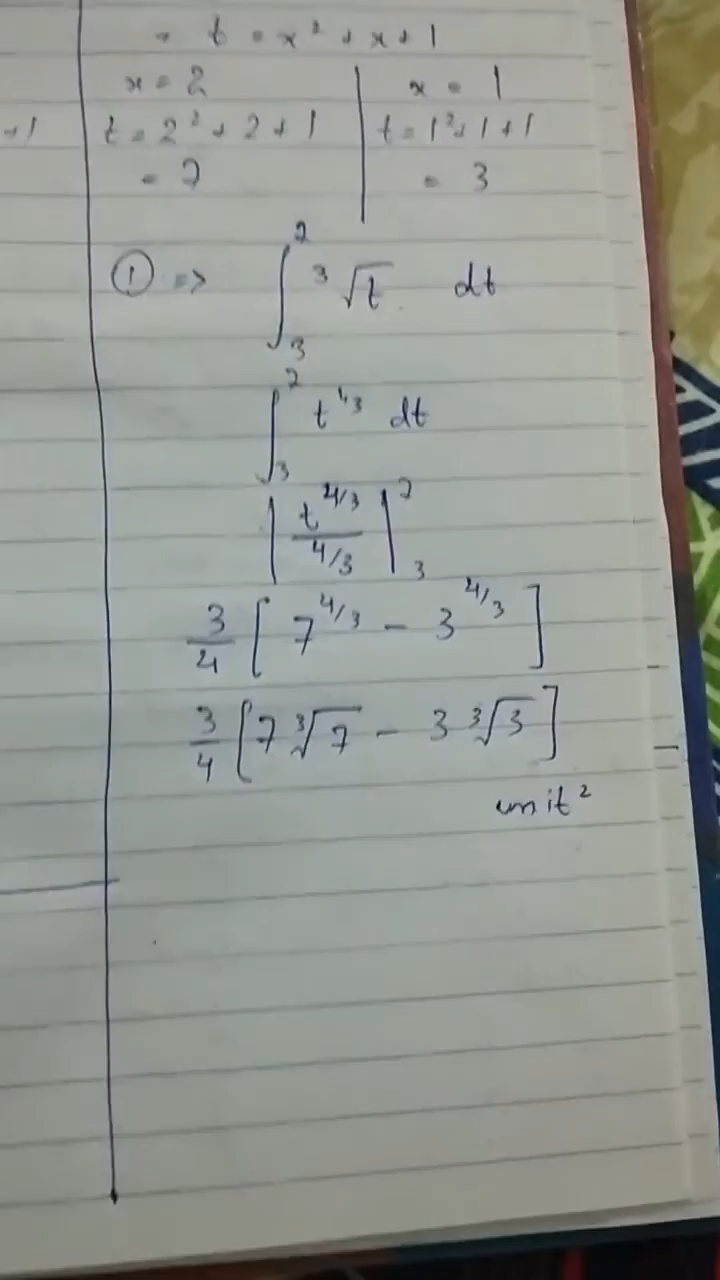 = t = x² + x + 1
x = 2 x = 1
+1 t = 2² + 2 + 1 t = 1² + 1 + 1
= 7 = 3
① => ∫₃⁷ ³√t dt
∫₃⁷ t^1/3 dt
| t^4/3 / 4/3 |₃⁷
3/4 [ 7^4/3 - 3^4/3 ]
3/4 [ 7 ³√7 - 3 ³√3 ]
unit²